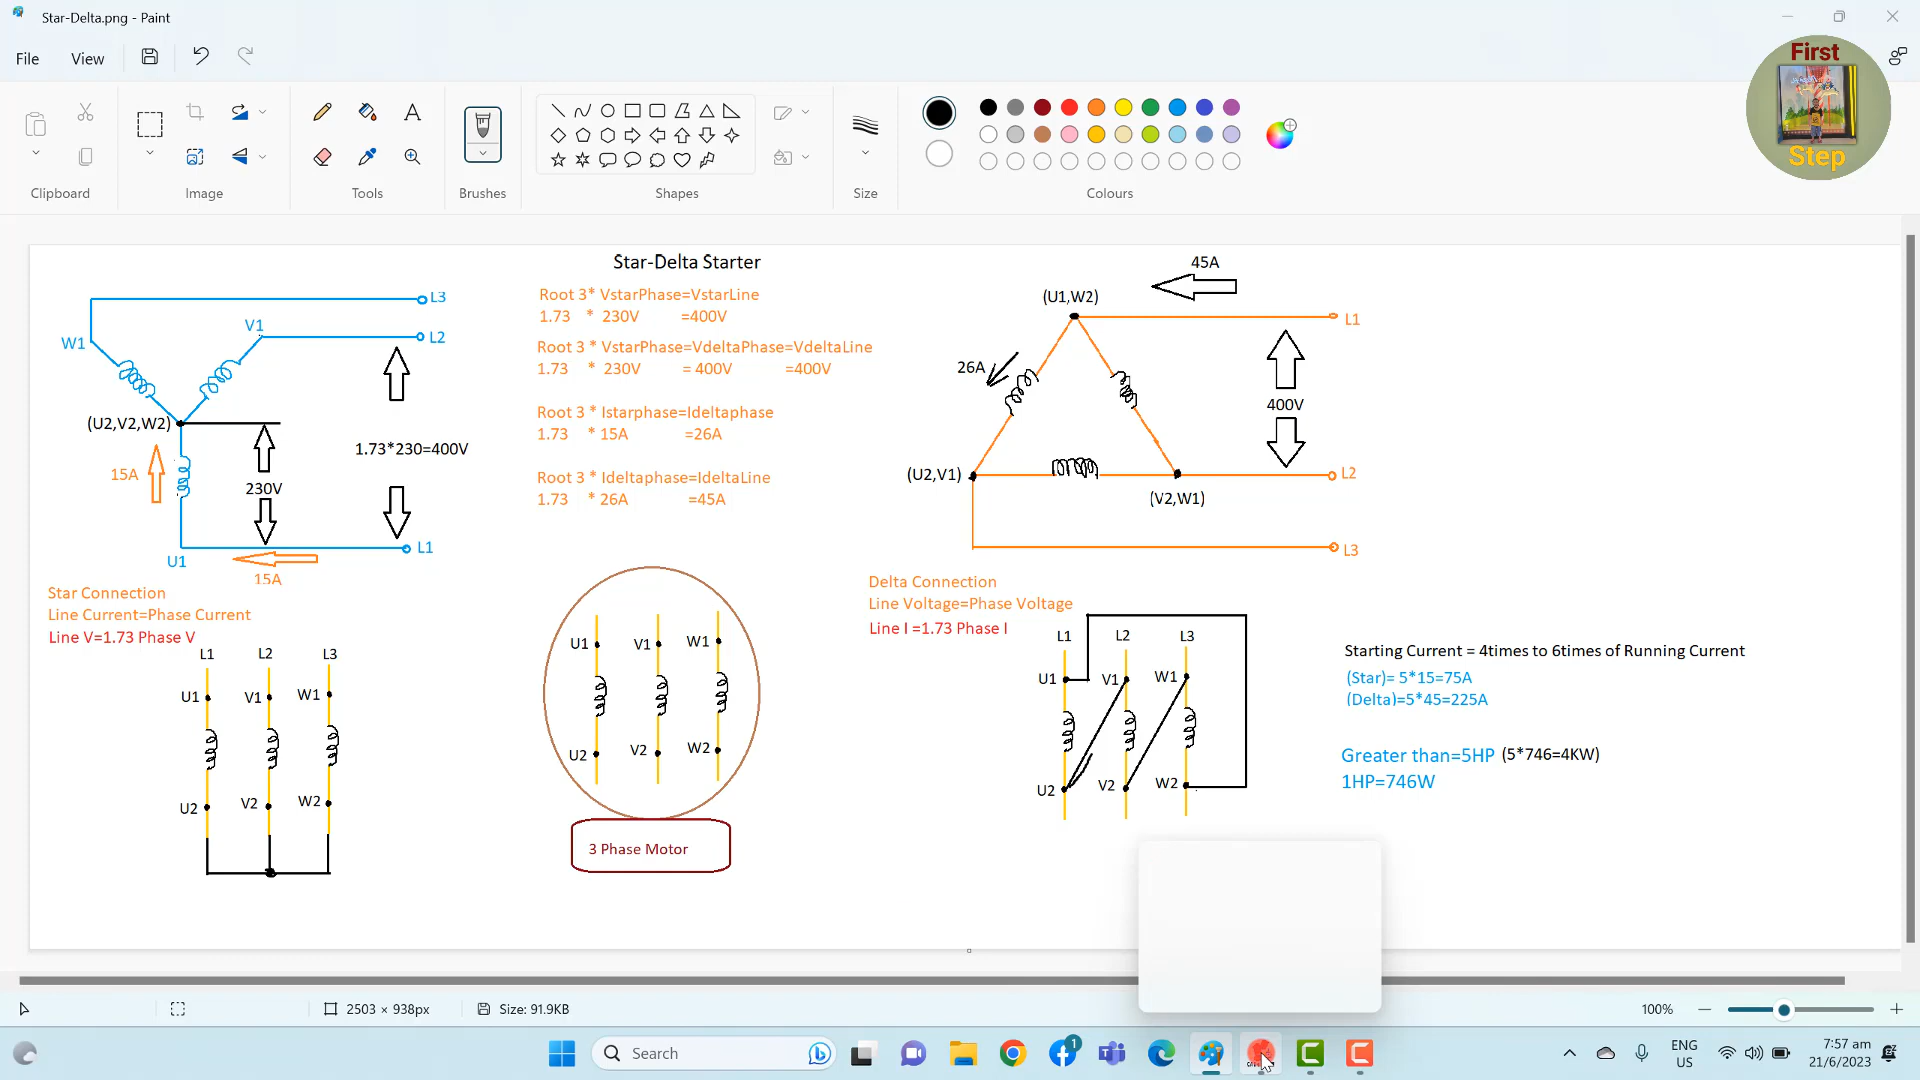 Star-Delta.png - Paint
File
View
First
Step
Clipboard
Image
Tools
Brushes
Shapes
Size
Colours
Star-Delta Starter
L3
V1
L2
W1
(U2,V2,W2)
1.73*230=400V
15A
230V
U1
L1
15A
Root 3* VstarPhase=VstarLine
1.73 * 230V =400V
Root 3 * VstarPhase=VdeltaPhase=VdeltaLine
1.73 * 230V = 400V =400V
Root 3 * Istarphase=Ideltaphase
1.73 * 15A =26A
Root 3 * Ideltaphase=IdeltaLine
1.73 * 26A =45A
45A
(U1,W2)
L1
26A
400V
(U2,V1)
L2
(V2,W1)
L3
Star Connection
Line Current=Phase Current
Line V=1.73 Phase V
L1 L2 L3
U1 V1 W1
U2 V2 W2
U1 V1 W1
U2 V2 W2
3 Phase Motor
Delta Connection
Line Voltage=Phase Voltage
Line I =1.73 Phase I
L1 L2 L3
U1 V1 W1
U2 V2 W2
Starting Current = 4times to 6times of Running Current
(Star)= 5*15=75A
(Delta)=5*45=225A
Greater than=5HP (5*746=4KW)
1HP=746W
2503 × 938px
Size: 91.9KB
100%
Search
1
ENG
US
7:57 am
21/6/2023